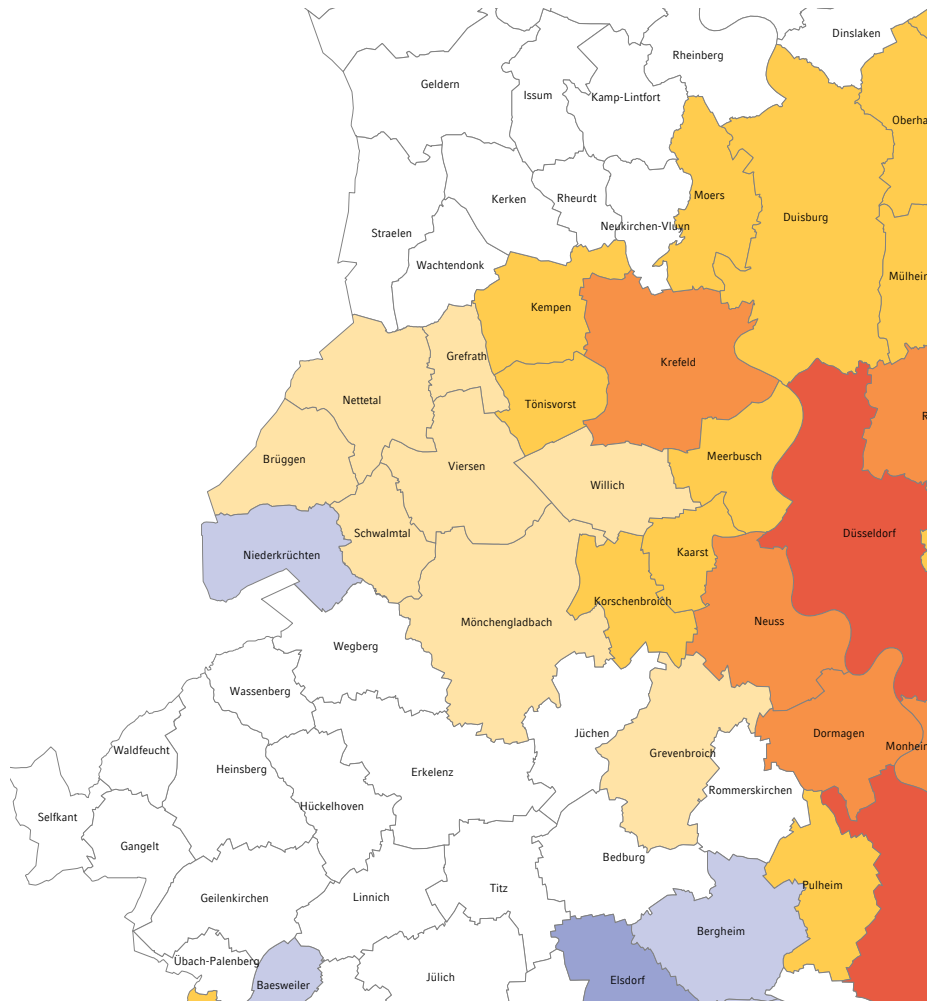 Dinslaken
Rheinberg
Geldern
Issum
Kamp-Lintfort
Oberha
Moers
Kerken
Rheurdt
Duisburg
Neukirchen-Vluyn
Straelen
Wachtendonk
Mülheim
Kempen
Grefrath
Krefeld
Nettetal
Tönisvorst
R
Meerbusch
Brüggen
Viersen
Willich
Schwalmtal
Düsseldorf
Niederkrüchten
Kaarst
Korschenbroich
Mönchengladbach
Neuss
Wegberg
Wassenberg
Jüchen
Dormagen
Monheim
Waldfeucht
Grevenbroich
Heinsberg
Erkelenz
Rommerskirchen
Hückelhoven
Selfkant
Gangelt
Bedburg
Pulheim
Titz
Geilenkirchen
Linnich
Bergheim
Übach-Palenberg
Jülich
Elsdorf
Baesweiler